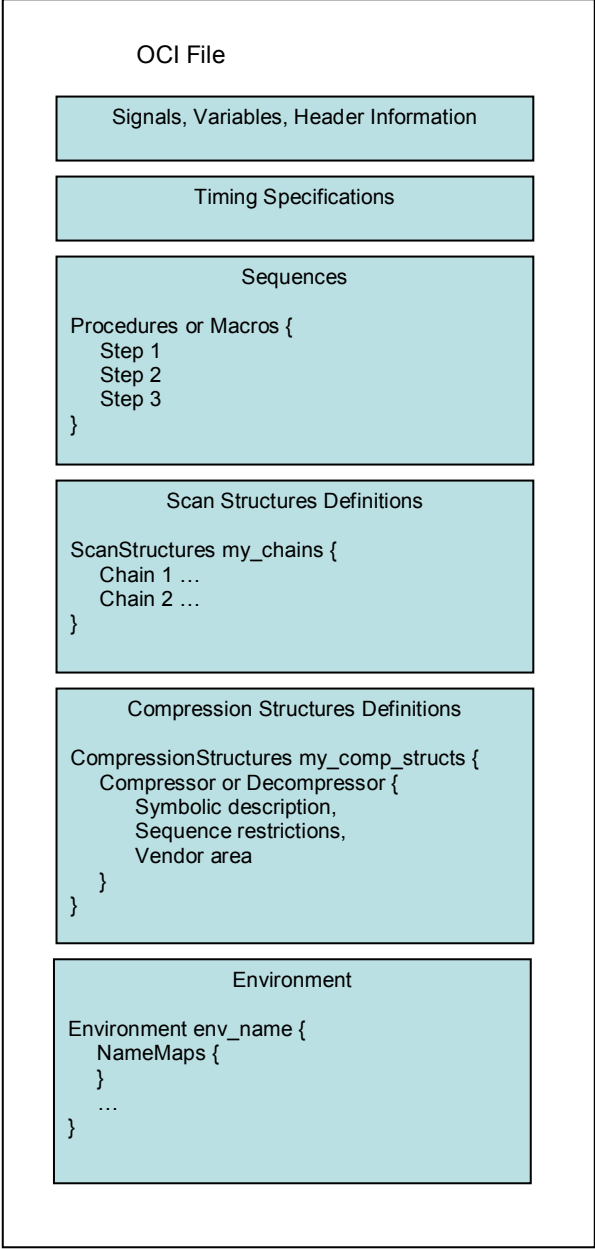 OCI File
Signals, Variables, Header Information
Timing Specifications
Sequences
Procedures or Macros {
Step 1
Step 2
Step 3
}
Scan Structures Definitions
ScanStructures my_chains {
Chain 1 …
Chain 2 …
}
Compression Structures Definitions
CompressionStructures my_comp_structs {
Compressor or Decompressor {
Symbolic description,
Sequence restrictions,
Vendor area
}
}
Environment
Environment env_name {
NameMaps {
}
…
}